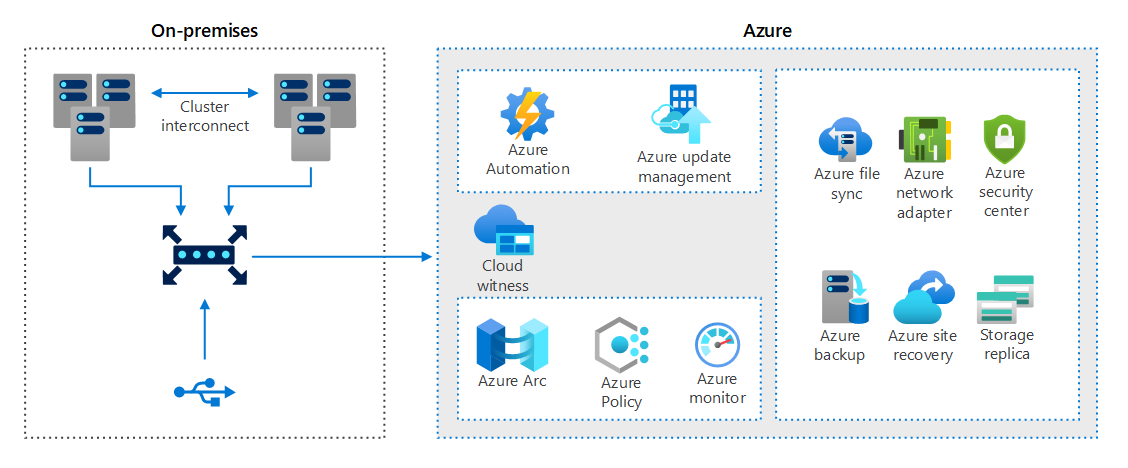 On-premises
Azure
Cluster
interconnect
Azure
Automation
Azure update
management
Cloud
witness
Azure Arc
Azure
Policy
Azure
monitor
Azure file
sync
Azure
network
adapter
Azure
security
center
Azure
backup
Azure site
recovery
Storage
replica